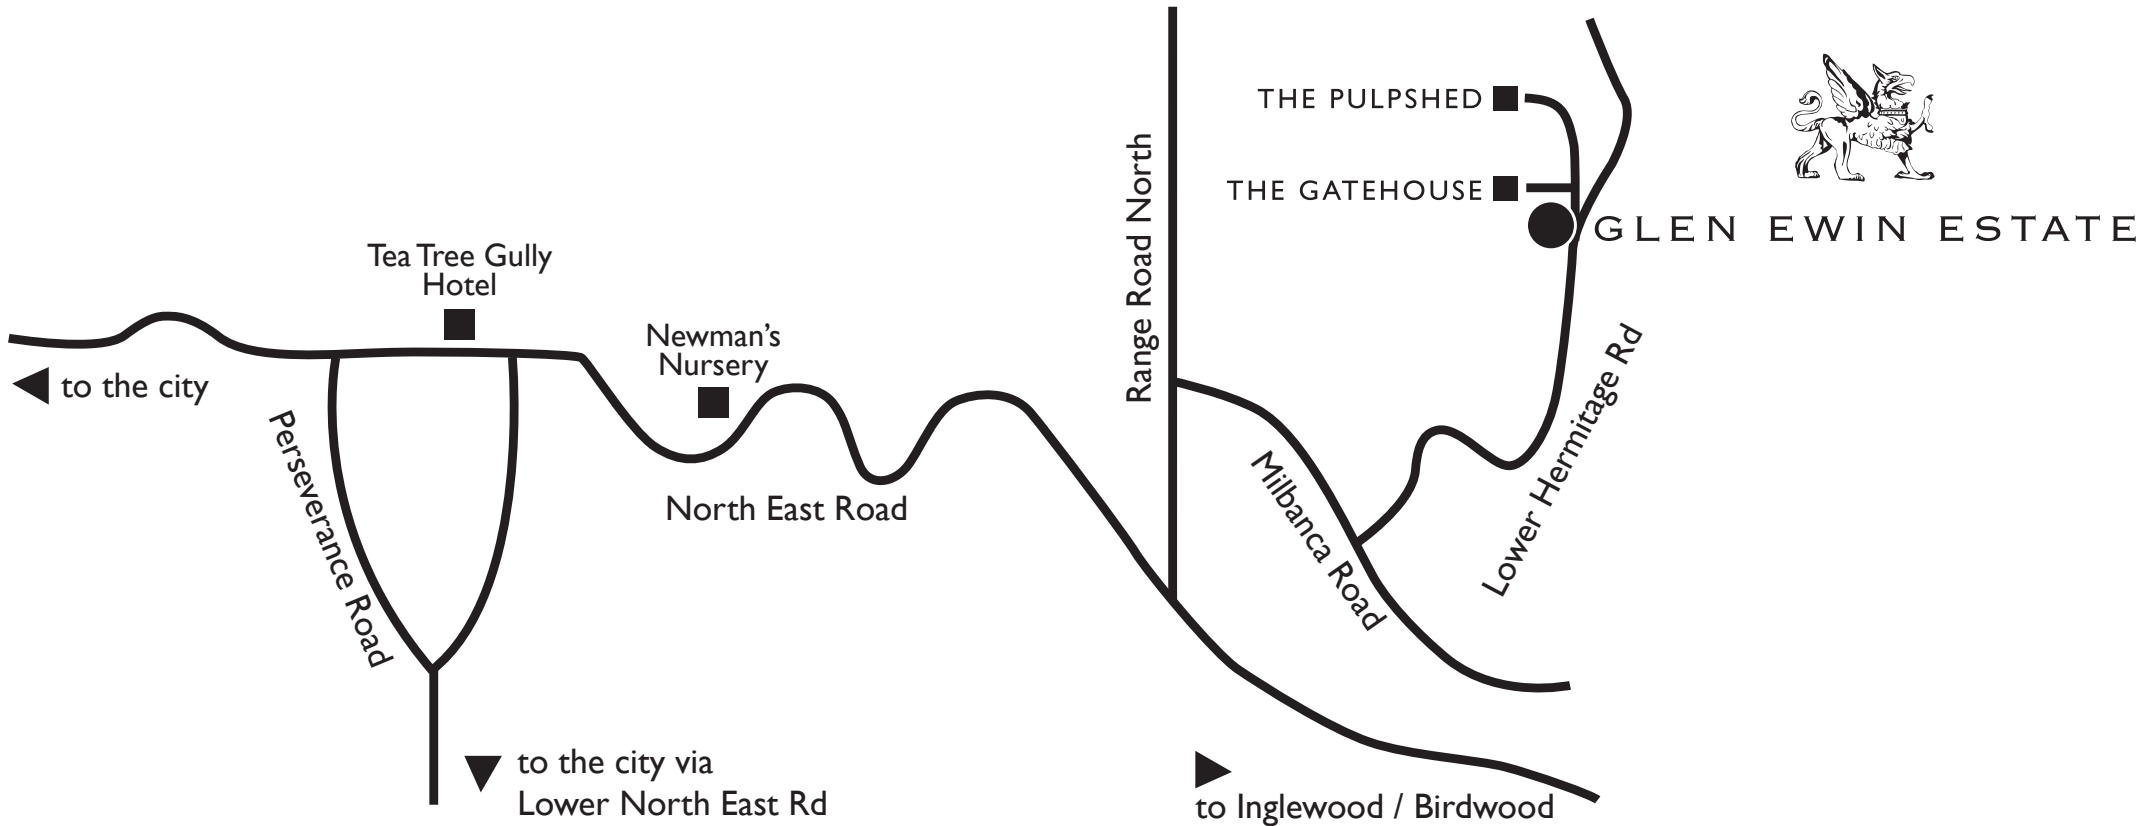 THE PULPSHED
THE GATEHOUSE
GLEN EWIN ESTATE
Range Road North
Tea Tree Gully
Hotel
Newman's
Nursery
to the city
Perseverance Road
North East Road
Milbanca Road
Lower Hermitage Rd
to the city via
Lower North East Rd
to Inglewood / Birdwood